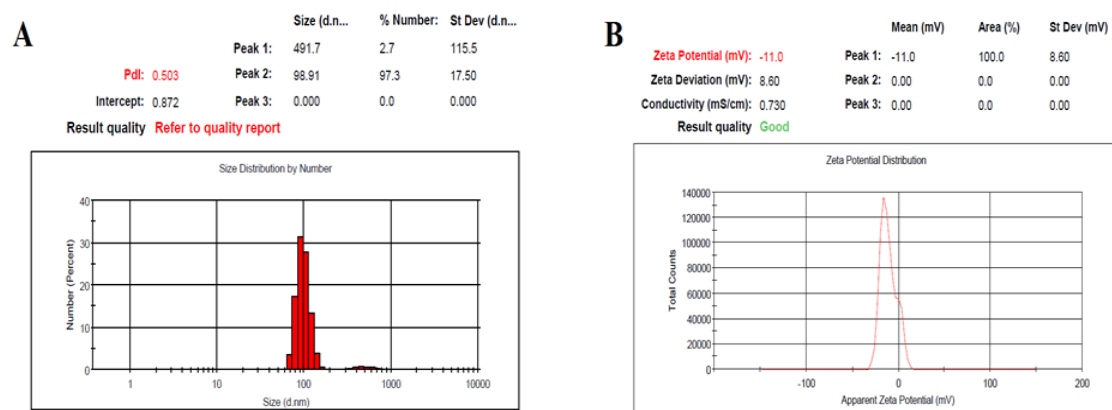 A
Size (d.n... % Number: St Dev (d.n...
Peak 1: 491.7 2.7 115.5
PdI: 0.503 Peak 2: 98.91 97.3 17.50
Intercept: 0.872 Peak 3: 0.000 0.0 0.000
Result quality Refer to quality report
Size Distribution by Number
Number (Percent)
40
30
20
10
0
1 10 100 1000 10000
Size (d.nm)
B
Mean (mV) Area (%) St Dev (mV)
Zeta Potential (mV): -11.0 Peak 1: -11.0 100.0 8.60
Zeta Deviation (mV): 8.60 Peak 2: 0.00 0.0 0.00
Conductivity (mS/cm): 0.730 Peak 3: 0.00 0.0 0.00
Result quality Good
Zeta Potential Distribution
Total Counts
140000
120000
100000
80000
60000
40000
20000
0
-100 0 100 200
Apparent Zeta Potential (mV)